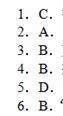 1. C.
2. A.
3. B.
4. B.
5. D.
6. B. “